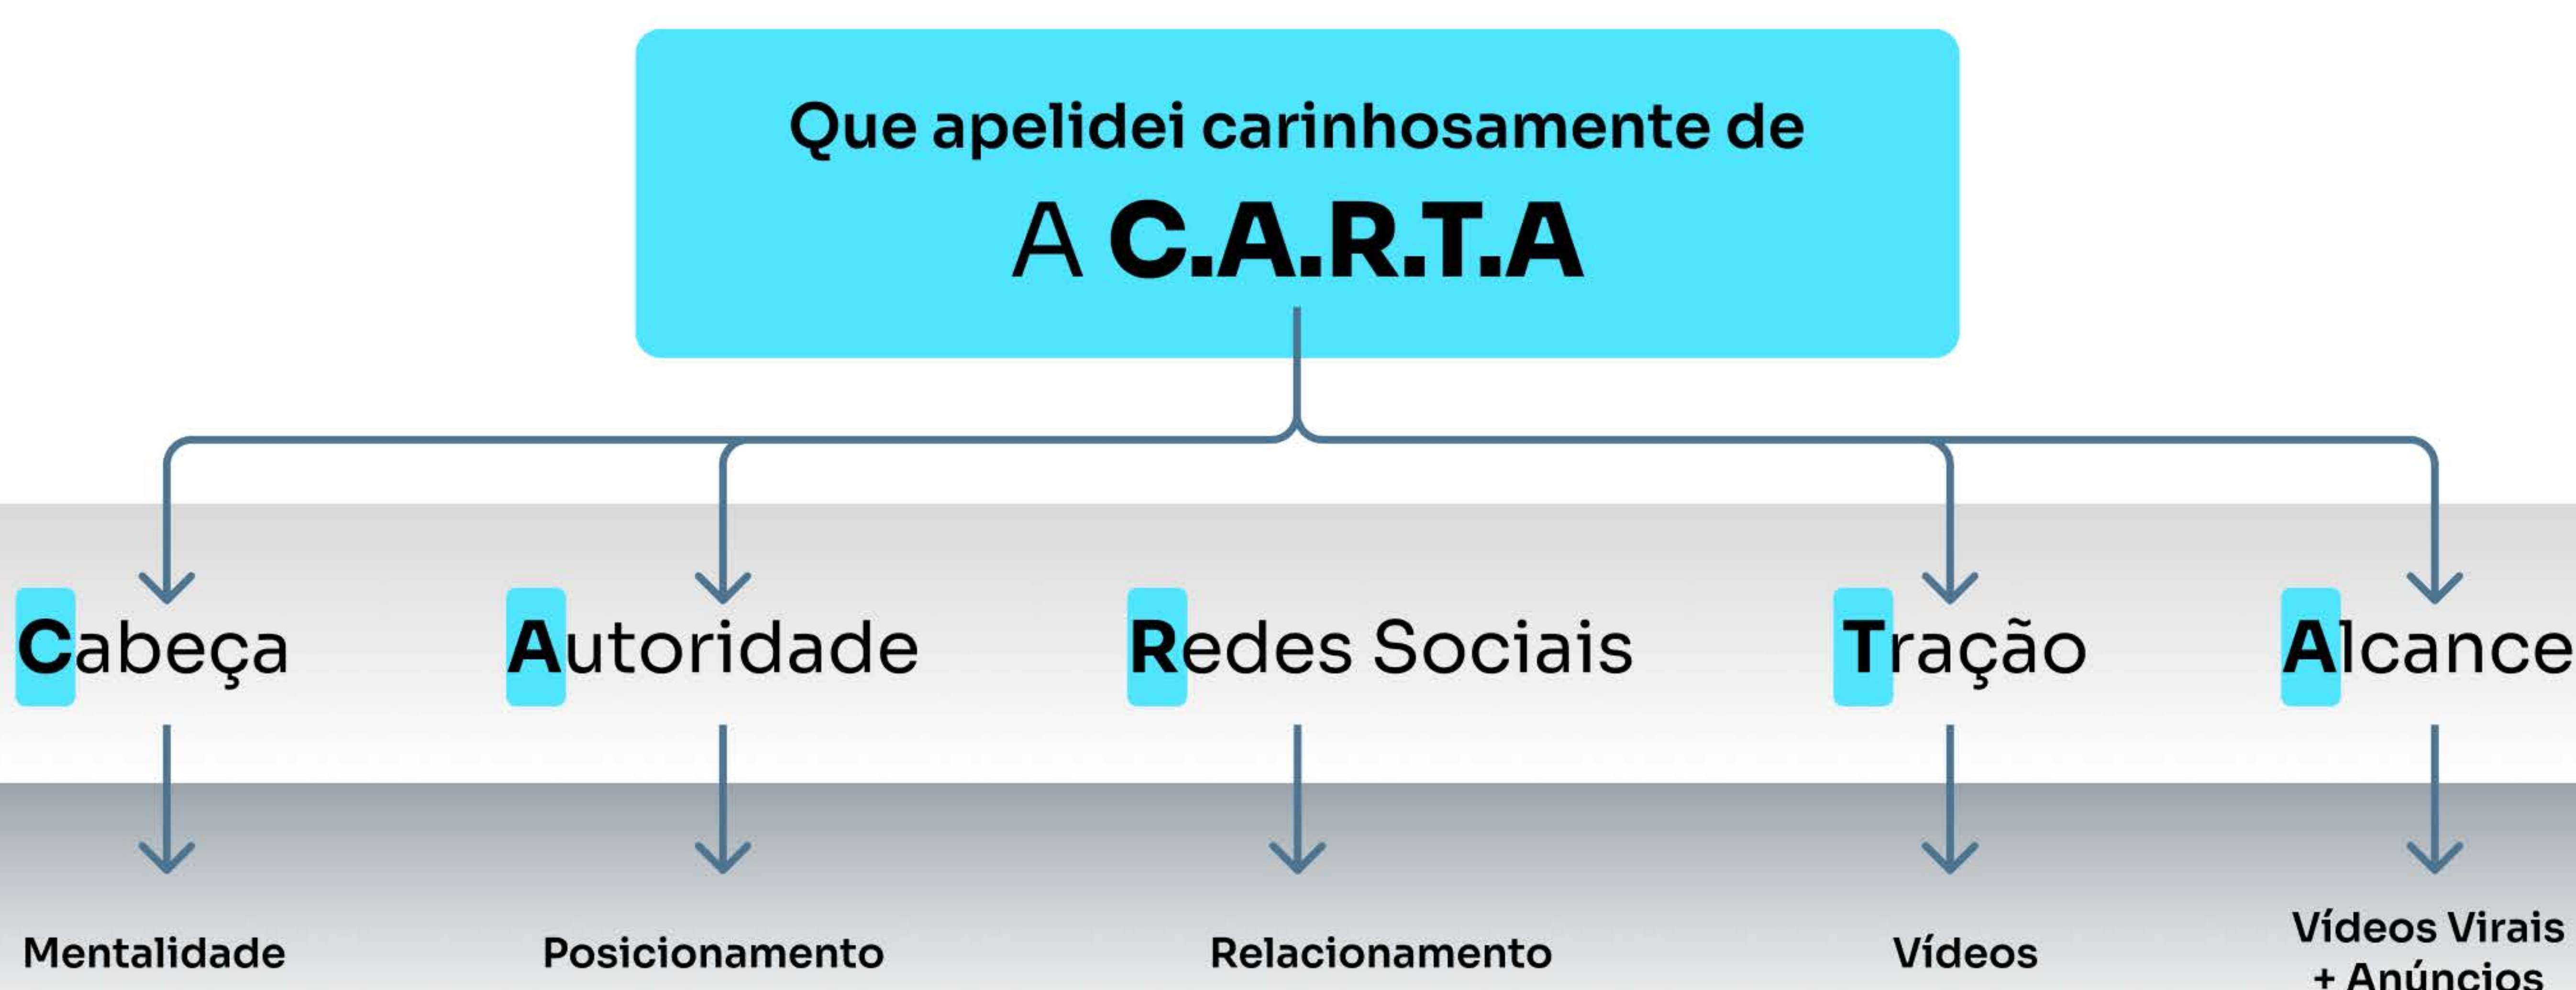 Que apelidei carinhosamente de
A C.A.R.T.A
Cabeça
Autoridade
Redes Sociais
Tração
Alcance
Mentalidade
Posicionamento
Relacionamento
Vídeos
Vídeos Virais
+ Anúncios